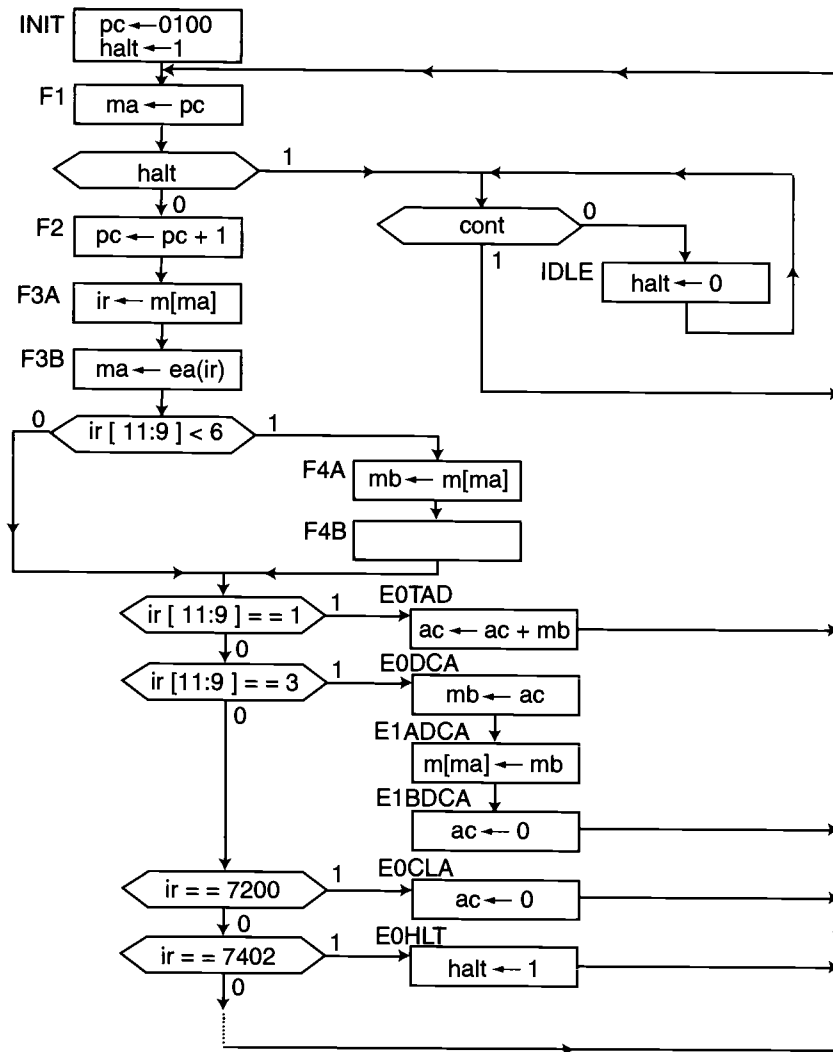 INIT
pc ← 0100
halt ← 1
F1
ma ← pc
halt
1
0
cont
0
1
F2
pc ← pc + 1
IDLE
halt ← 0
F3A
ir ← m[ma]
F3B
ma ← ea(ir)
0
ir [ 11:9 ] < 6
1
F4A
mb ← m[ma]
F4B
E0TAD
ir [ 11:9 ] = = 1
1
ac ← ac + mb
0
E0DCA
ir [11:9 ] = = 3
1
mb ← ac
0
E1ADCA
m[ma] ← mb
E1BDCA
ac ← 0
E0CLA
ir = = 7200
1
ac ← 0
0
E0HLT
ir = = 7402
1
halt ← 1
0